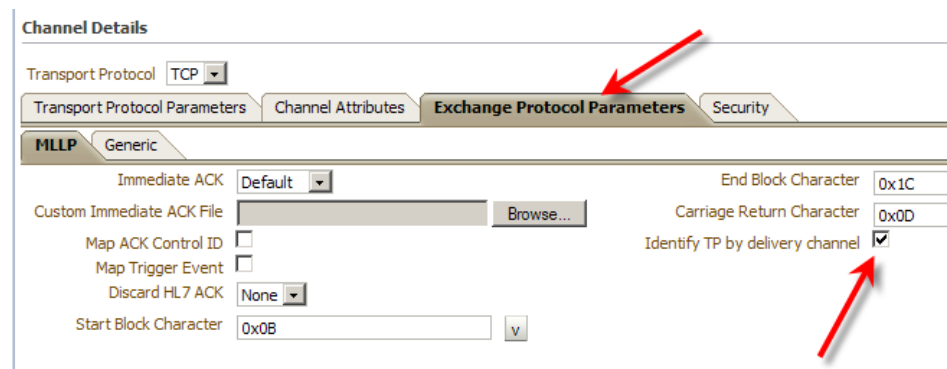 Channel Details
Transport Protocol TCP
Transport Protocol Parameters Channel Attributes Exchange Protocol Parameters Security
MLLP Generic
Immediate ACK Default End Block Character 0x1C
Custom Immediate ACK File Browse... Carriage Return Character 0x0D
Map ACK Control ID Identify TP by delivery channel
Map Trigger Event
Discard HL7 ACK None
Start Block Character 0x0B v